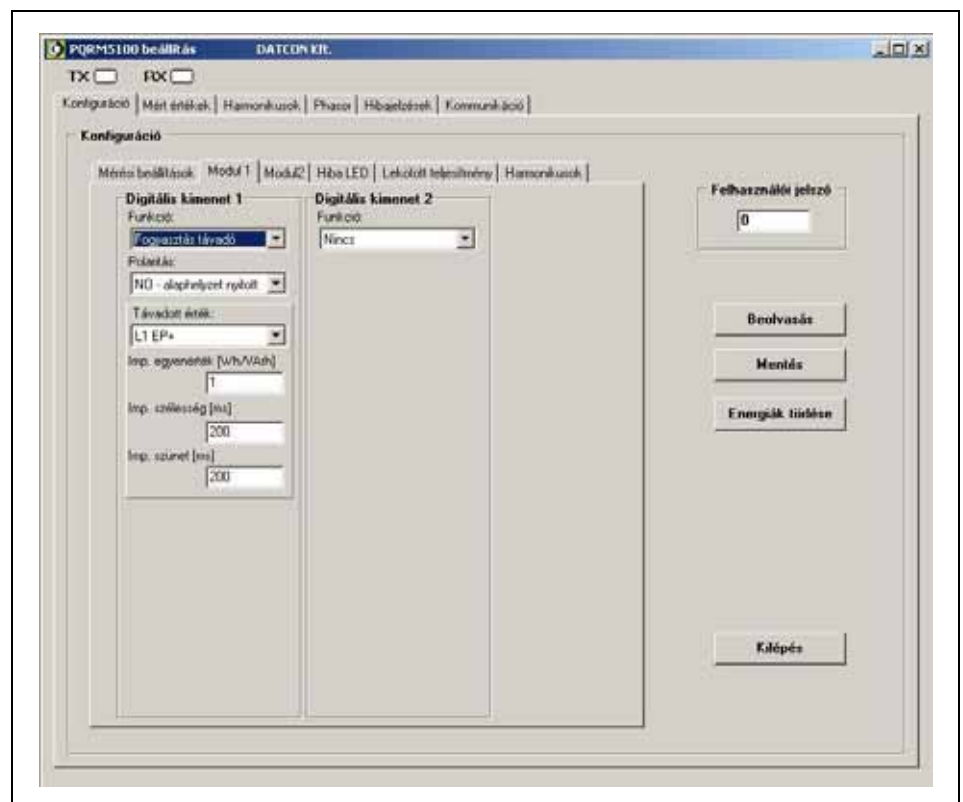 PQRM5100 beállítás DATCON Kft.
TX RX
Konfiguráció Mért értékek Harmonikusok Phasor Hibajelzések Kommunikáció
Konfiguráció
Mérési beállítások Modul 1 Modul2 Hiba LED Lekötött teljesítmény Harmonikusok
Digitális kimenet 1 Digitális kimenet 2
Funkció: Funkció:
Fogyasztás távadó Nincs
Polaritás:
NO - alaphelyzet nyitott
Távadott érték:
L1 EP+
Imp. egyenérték [Wh/VArh]
1
Imp. szélesség [ms]
200
Imp. szünet [ms]
200
Felhasználói jelszó
0
Beolvasás
Mentés
Energiák
Kilépés